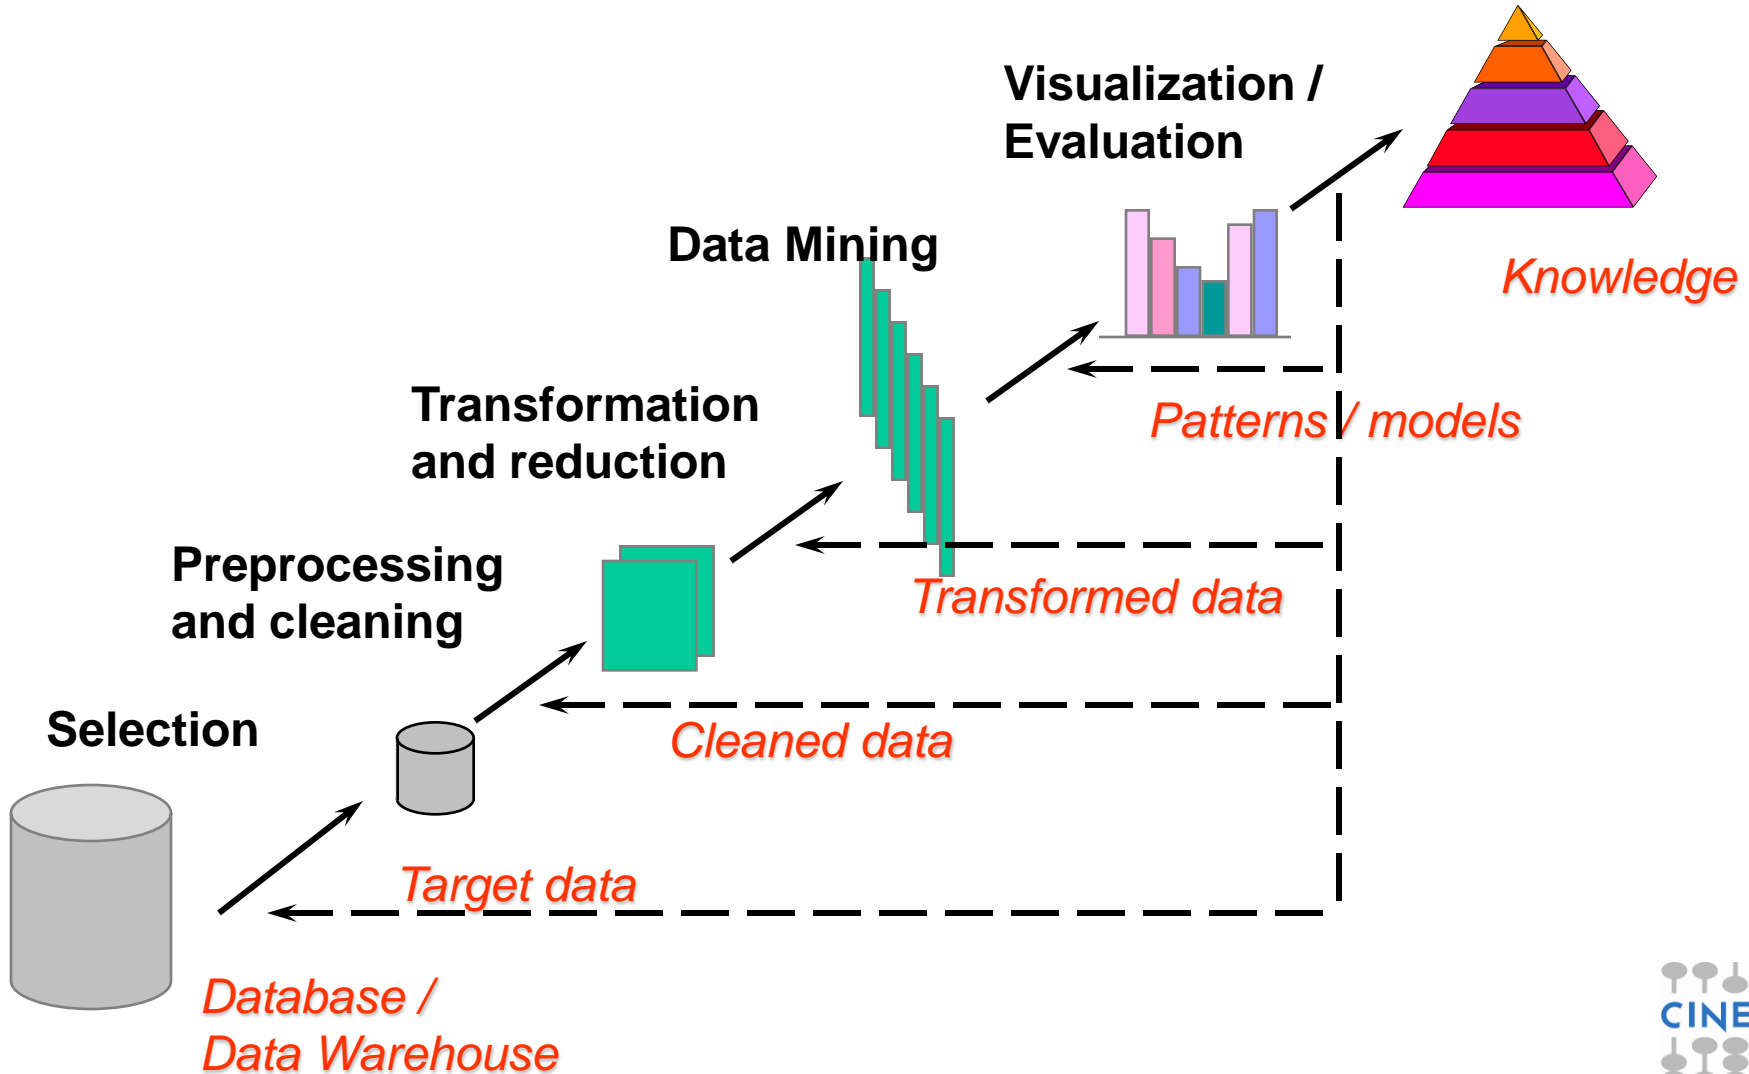 Visualization /
Evaluation
Data Mining
Knowledge
Transformation
and reduction
Patterns / models
Preprocessing
and cleaning
Transformed data
Selection
Cleaned data
Target data
Database /
Data Warehouse
CINE